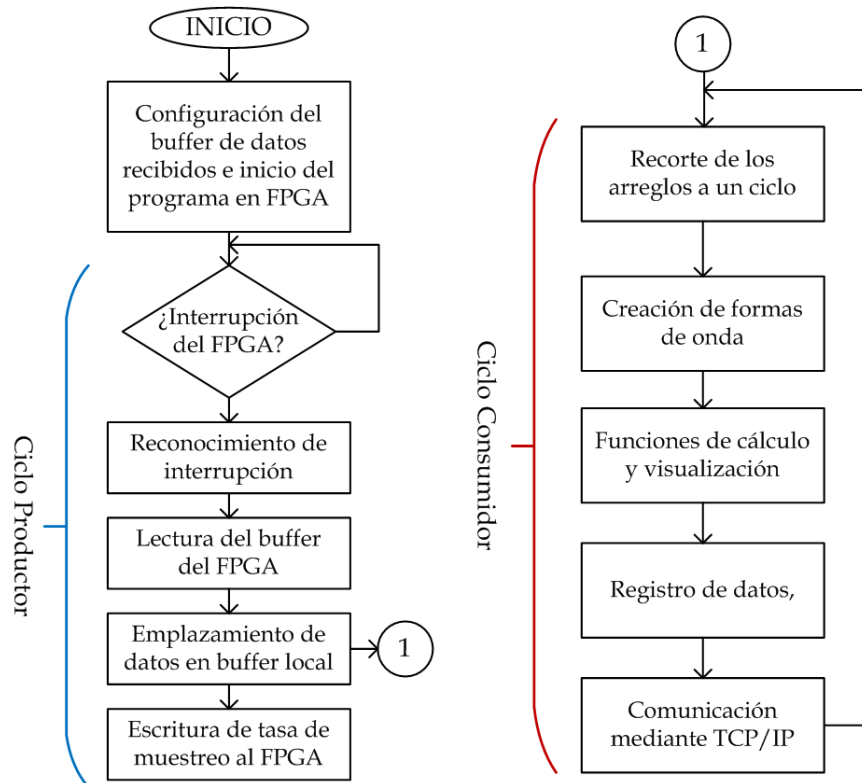 INICIO
Configuración del
buffer de datos
recibidos e inicio del
programa en FPGA
¿Interrupción
del FPGA?
Reconocimiento de
interrupción
Lectura del buffer
del FPGA
Emplazamiento de
datos en buffer local
1
Escritura de tasa de
muestreo al FPGA
Ciclo Productor
1
Recorte de los
arreglos a un ciclo
Creación de formas
de onda
Funciones de cálculo
y visualización
Registro de datos,
Comunicación
mediante TCP/IP
Ciclo Consumidor